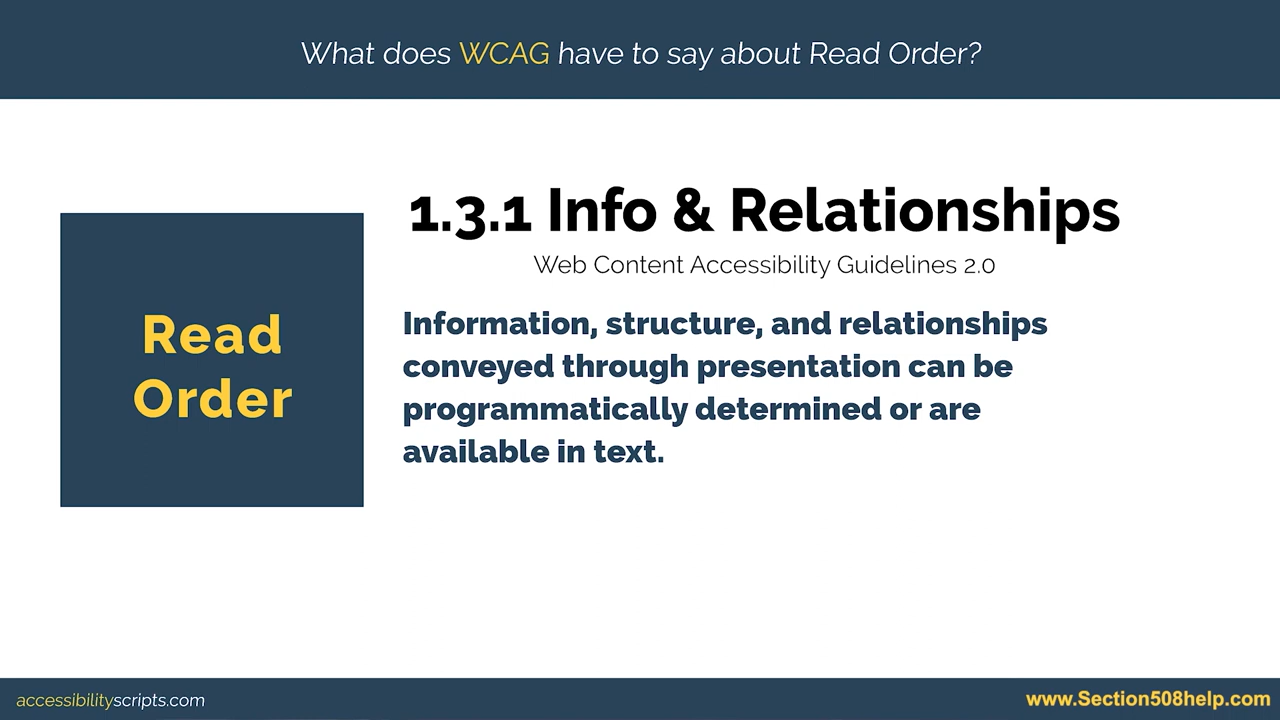 What does WCAG have to say about Read Order?
Read
Order
1.3.1 Info & Relationships
Web Content Accessibility Guidelines 2.0
Information, structure, and relationships
conveyed through presentation can be
programmatically determined or are
available in text.
accessibilityscripts.com
www.Section508help.com